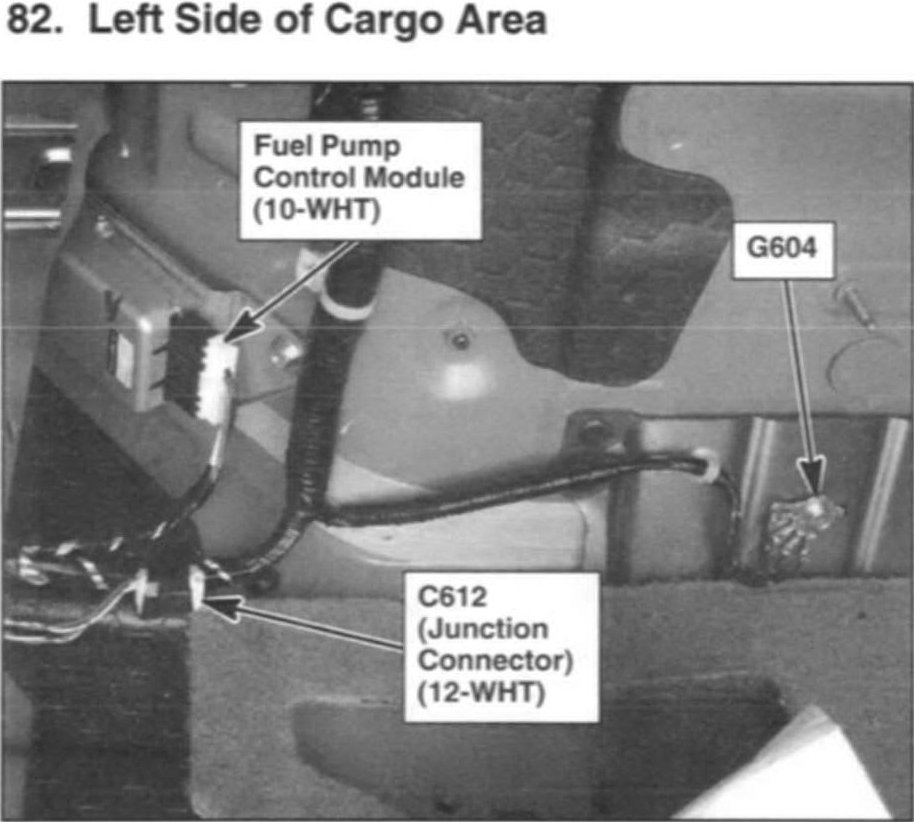 82. Left Side of Cargo Area
Fuel Pump
Control Module
(10-WHT)
G604
C612
(Junction
Connector)
(12-WHT)